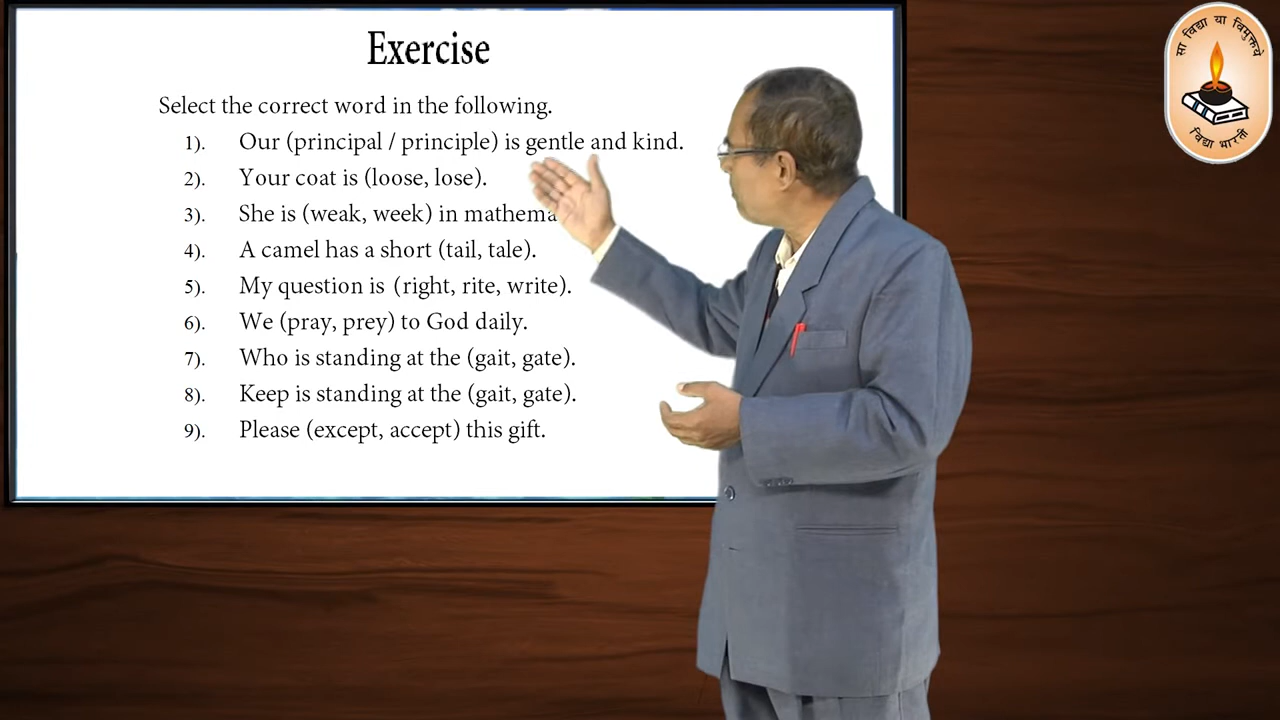 Exercise
Select the correct word in the following.
1). Our (principal / principle) is gentle and kind.
2). Your coat is (loose, lose).
3). She is (weak, week) in mathema
4). A camel has a short (tail, tale).
5). My question is (right, rite, write).
6). We (pray, prey) to God daily.
7). Who is standing at the (gait, gate).
8). Keep is standing at the (gait, gate).
9). Please (except, accept) this gift.
सा विद्या या विमुक्तये
विद्या भारती